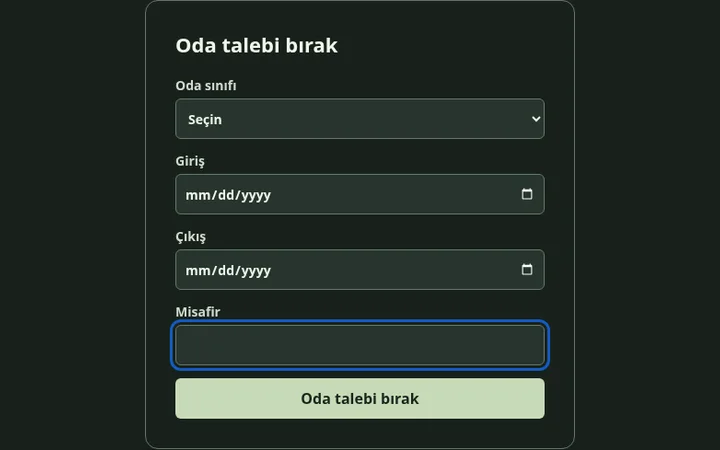 Oda talebi bırak
Oda sınıfı
Seçin
Giriş
mm/dd/yyyy
Çıkış
mm/dd/yyyy
Misafir
Oda talebi bırak